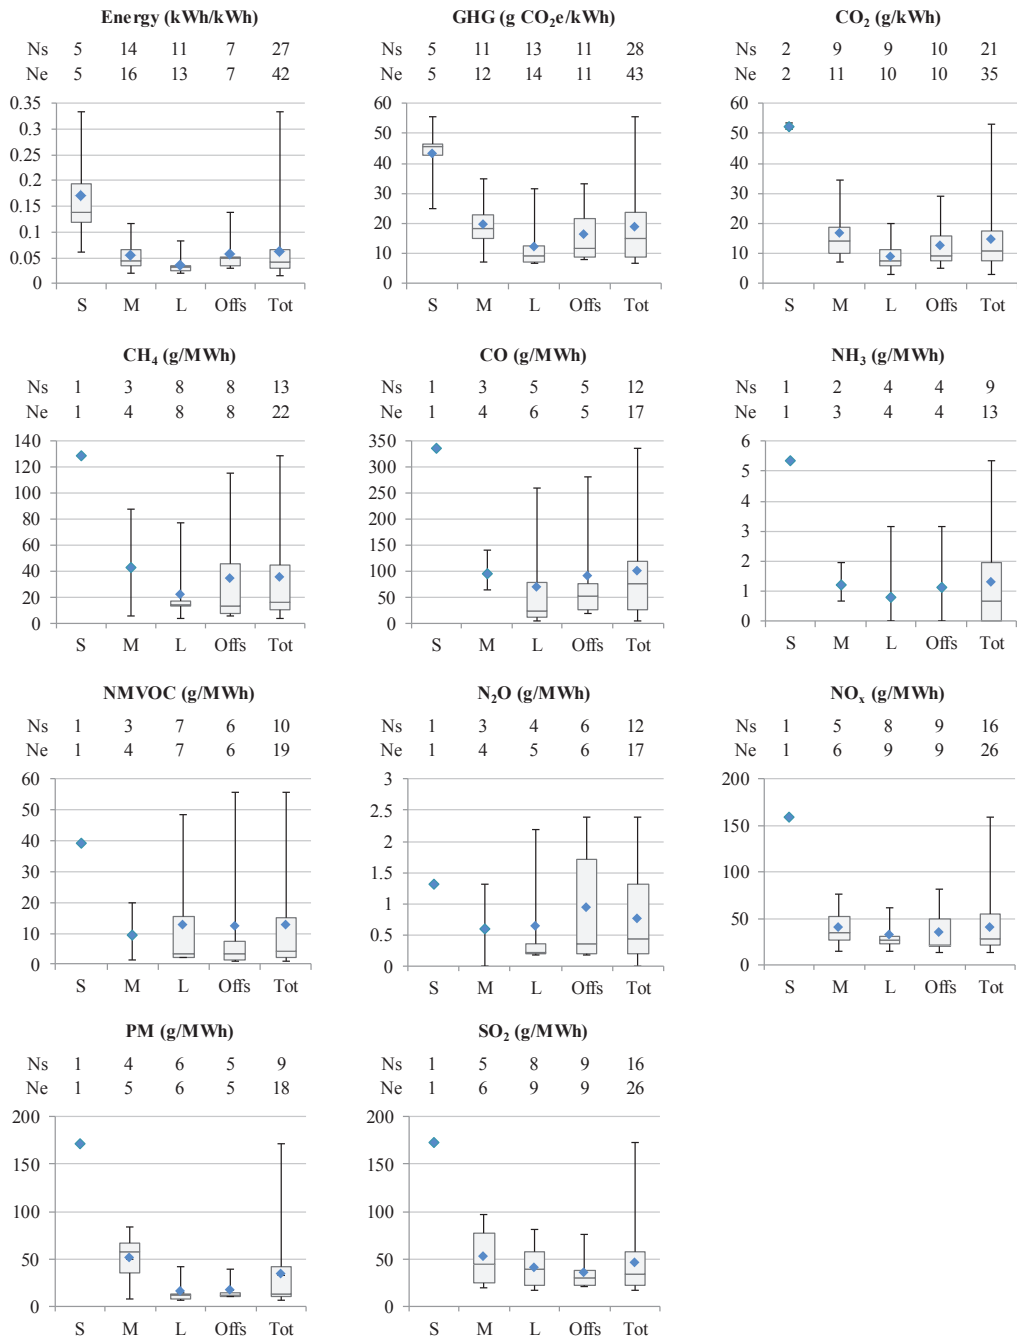 Energy (kWh/kWh)
Ns 5 14 11 7 27
Ne 5 16 13 7 42
0.35
0.3
0.25
0.2
0.15
0.1
0.05
0
S M L Offs Tot
GHG (g CO₂e/kWh)
Ns 5 11 13 11 28
Ne 5 12 14 11 43
60
50
40
30
20
10
0
S M L Offs Tot
CO₂ (g/kWh)
Ns 2 9 9 10 21
Ne 2 11 10 10 35
60
50
40
30
20
10
0
S M L Offs Tot
CH₄ (g/MWh)
Ns 1 3 8 8 13
Ne 1 4 8 8 22
140
120
100
80
60
40
20
0
S M L Offs Tot
CO (g/MWh)
Ns 1 3 5 5 12
Ne 1 4 6 5 17
350
300
250
200
150
100
50
0
S M L Offs Tot
NH₃ (g/MWh)
Ns 1 2 4 4 9
Ne 1 3 4 4 13
6
5
4
3
2
1
0
S M L Offs Tot
NMVOC (g/MWh)
Ns 1 3 7 6 10
Ne 1 4 7 6 19
60
50
40
30
20
10
0
S M L Offs Tot
N₂O (g/MWh)
Ns 1 3 4 6 12
Ne 1 4 5 6 17
3
2.5
2
1.5
1
0.5
0
S M L Offs Tot
NOₓ (g/MWh)
Ns 1 5 8 9 16
Ne 1 6 9 9 26
200
150
100
50
0
S M L Offs Tot
PM (g/MWh)
Ns 1 4 6 5 9
Ne 1 5 6 5 18
200
150
100
50
0
S M L Offs Tot
SO₂ (g/MWh)
Ns 1 5 8 9 16
Ne 1 6 9 9 26
200
150
100
50
0
S M L Offs Tot